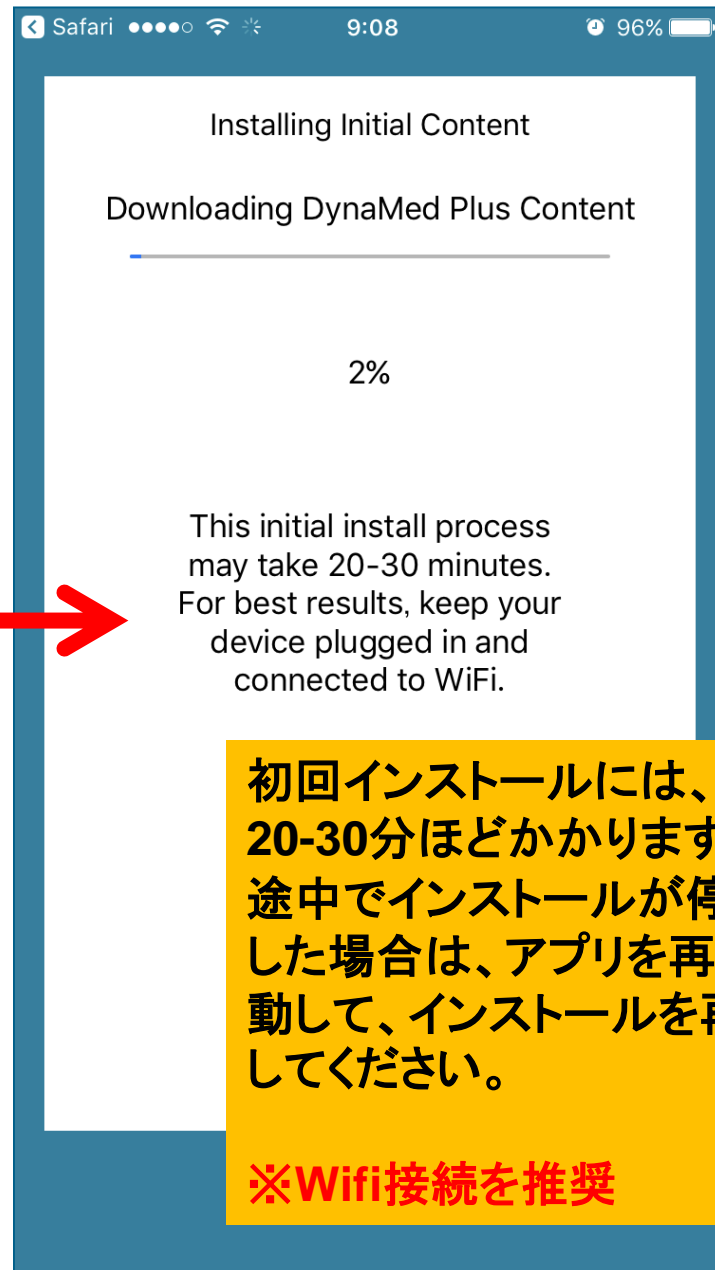 Safari 9:08 96%
Installing Initial Content
Downloading DynaMed Plus Content
2%
This initial install process
may take 20-30 minutes.
For best results, keep your
device plugged in and
connected to WiFi.
初回インストールには、
20-30分ほどかかります
途中でインストールが停
した場合は、アプリを再
動して、インストールを再
してください。
※Wifi接続を推奨